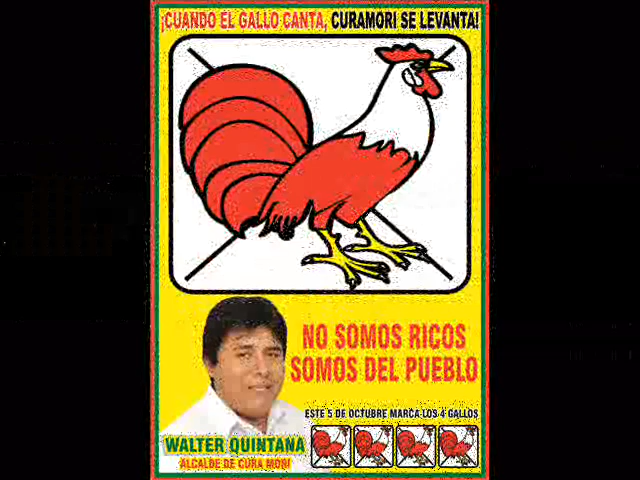 ¡CUANDO EL GALLO CANTA, CURAMORI SE LEVANTA!
NO SOMOS RICOS
SOMOS DEL PUEBLO
ESTE 5 DE OCTUBRE MARCA LOS 4 GALLOS
WALTER QUINTANA
ALCALDE DE CURA MORI